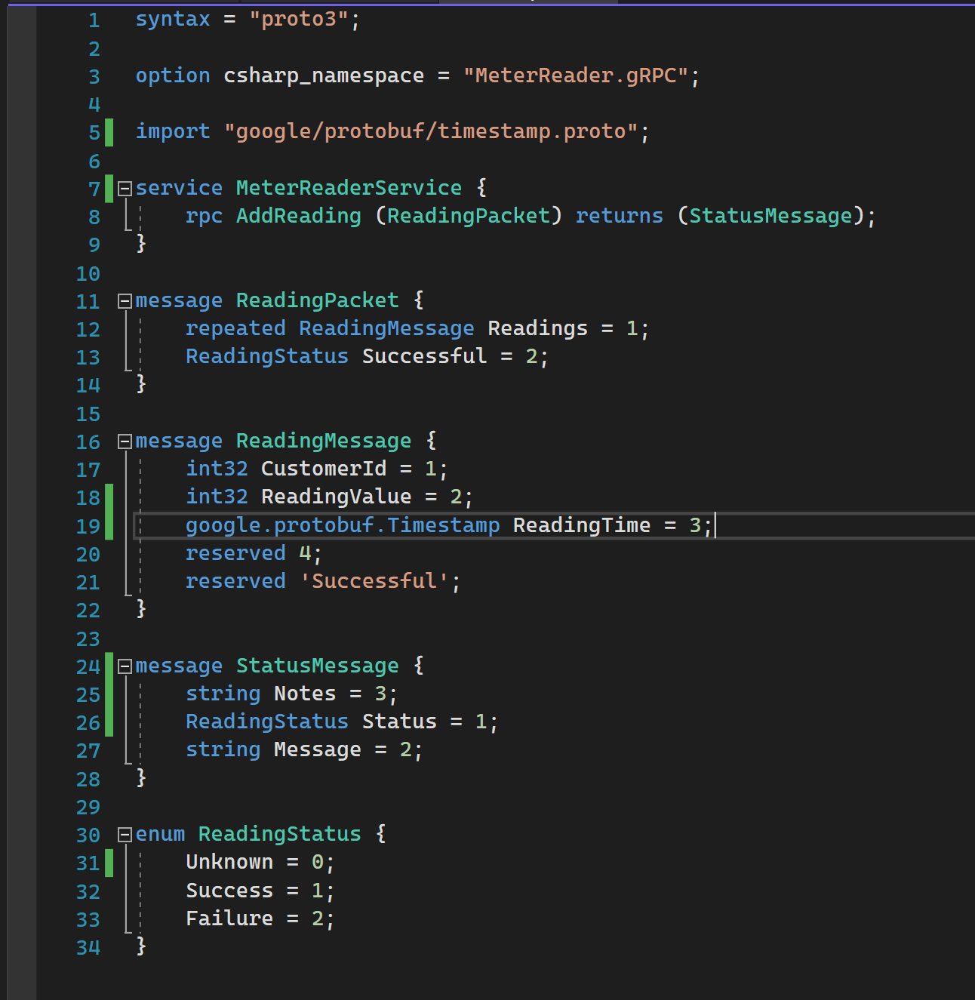 1 syntax = "proto3";
2
3 option csharp_namespace = "MeterReader.gRPC";
4
5 import "google/protobuf/timestamp.proto";
6
7 service MeterReaderService {
8     rpc AddReading (ReadingPacket) returns (StatusMessage);
9 }
10
11 message ReadingPacket {
12     repeated ReadingMessage Readings = 1;
13     ReadingStatus Successful = 2;
14 }
15
16 message ReadingMessage {
17     int32 CustomerId = 1;
18     int32 ReadingValue = 2;
19     google.protobuf.Timestamp ReadingTime = 3;
20     reserved 4;
21     reserved 'Successful';
22 }
23
24 message StatusMessage {
25     string Notes = 3;
26     ReadingStatus Status = 1;
27     string Message = 2;
28 }
29
30 enum ReadingStatus {
31     Unknown = 0;
32     Success = 1;
33     Failure = 2;
34 }